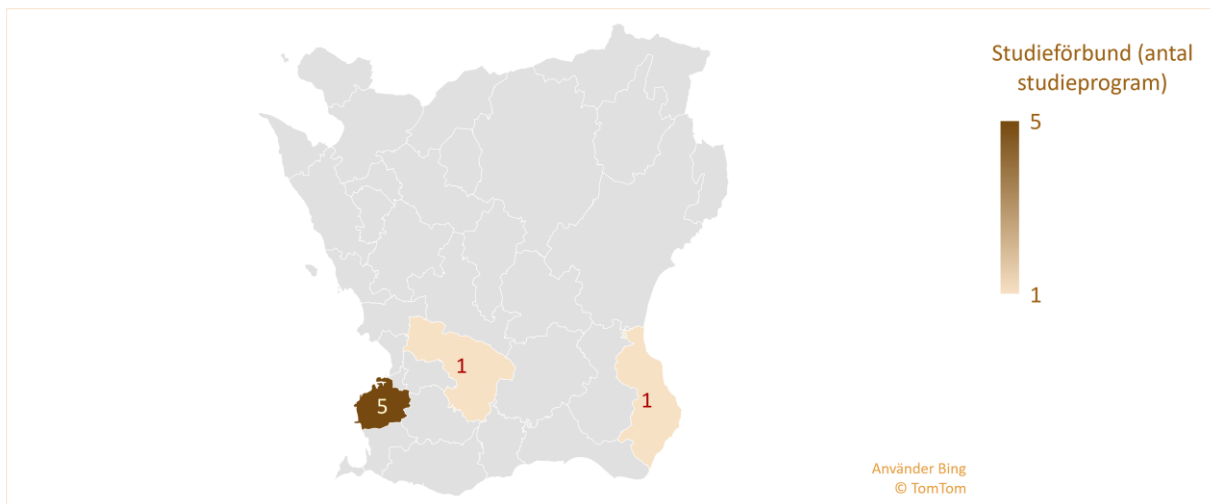 Studieförbund (antal
studieprogram)
5
1
1
1
5
Använder Bing
© TomTom